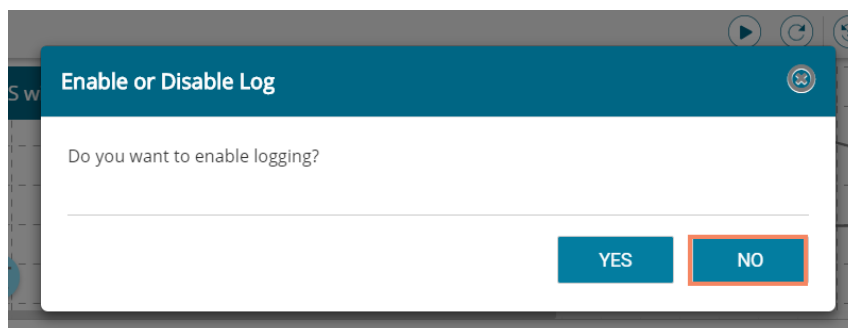 Enable or Disable Log
S w
Do you want to enable logging?
YES
NO